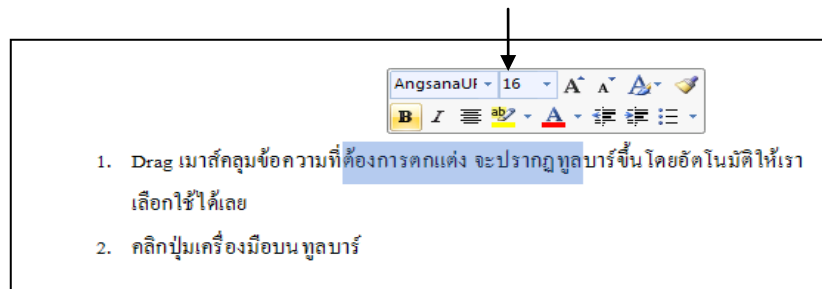 AngsanaUI 16 A A A
B I ab A
1. Drag เมาส์คลุมข้อความที่ต้องการตกแต่ง จะปรากฏทูลบาร์ขึ้นโดยอัตโนมัติให้เรา
เลือกใช้ได้เลย
2. คลิกปุ่มเครื่องมือบนทูลบาร์